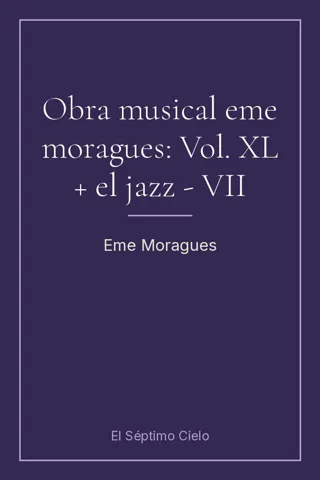 Obra musical eme
moragues: Vol. XL
+ el jazz - VII
Eme Moragues
El Séptimo Cielo